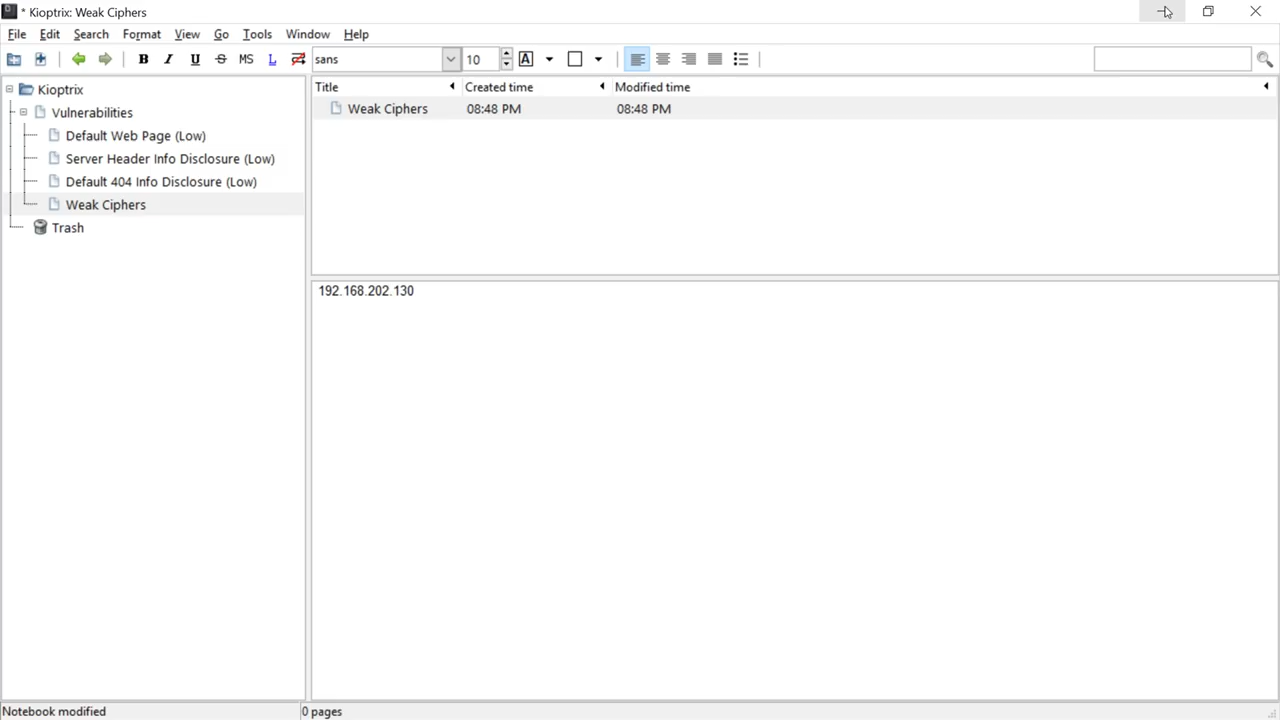 * Kioptrix: Weak Ciphers
File Edit Search Format View Go Tools Window Help
B I U S MS L sans 10 A
Kioptrix
Vulnerabilities
Default Web Page (Low)
Server Header Info Disclosure (Low)
Default 404 Info Disclosure (Low)
Weak Ciphers
Trash
Title Created time Modified time
Weak Ciphers 08:48 PM 08:48 PM
192.168.202.130
Notebook modified 0 pages